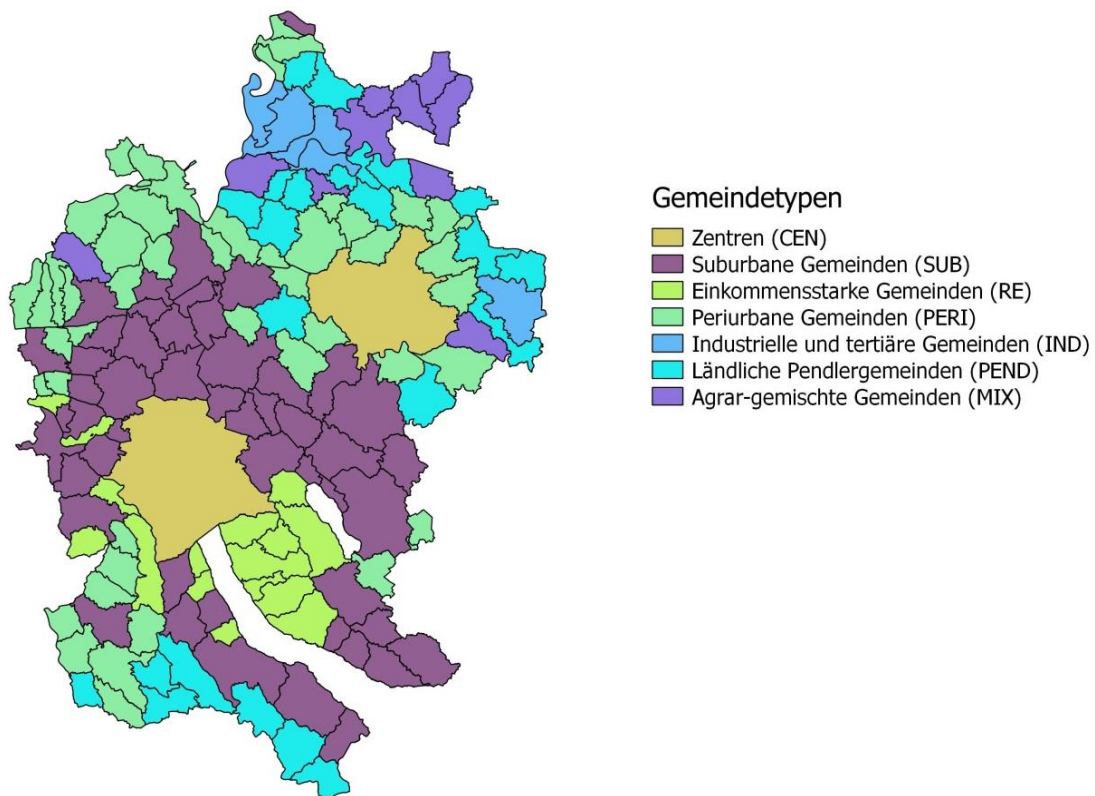 Gemeindetypen
Zentren (CEN)
Suburbane Gemeinden (SUB)
Einkommensstarke Gemeinden (RE)
Periurbane Gemeinden (PERI)
Industrielle und tertiäre Gemeinden (IND)
Ländliche Pendlergemeinden (PEND)
Agrar-gemischte Gemeinden (MIX)